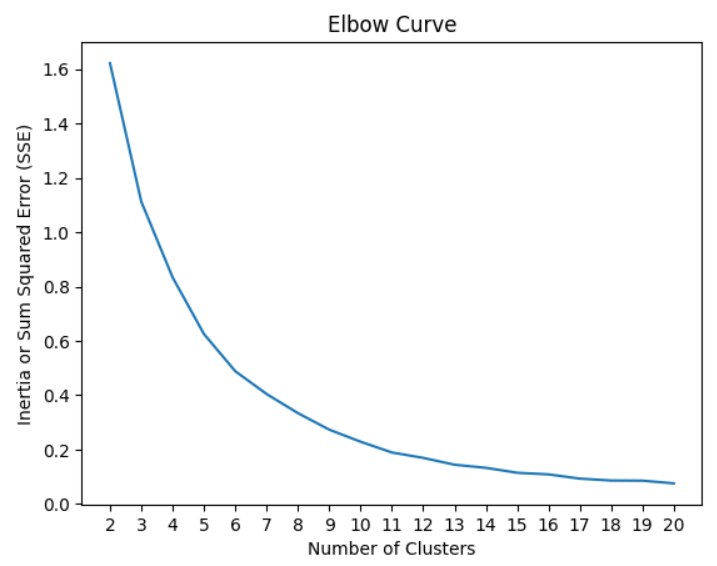 Elbow Curve
Inertia or Sum Squared Error (SSE)
1.6
1.4
1.2
1.0
0.8
0.6
0.4
0.2
0.0
2 3 4 5 6 7 8 9 10 11 12 13 14 15 16 17 18 19 20
Number of Clusters